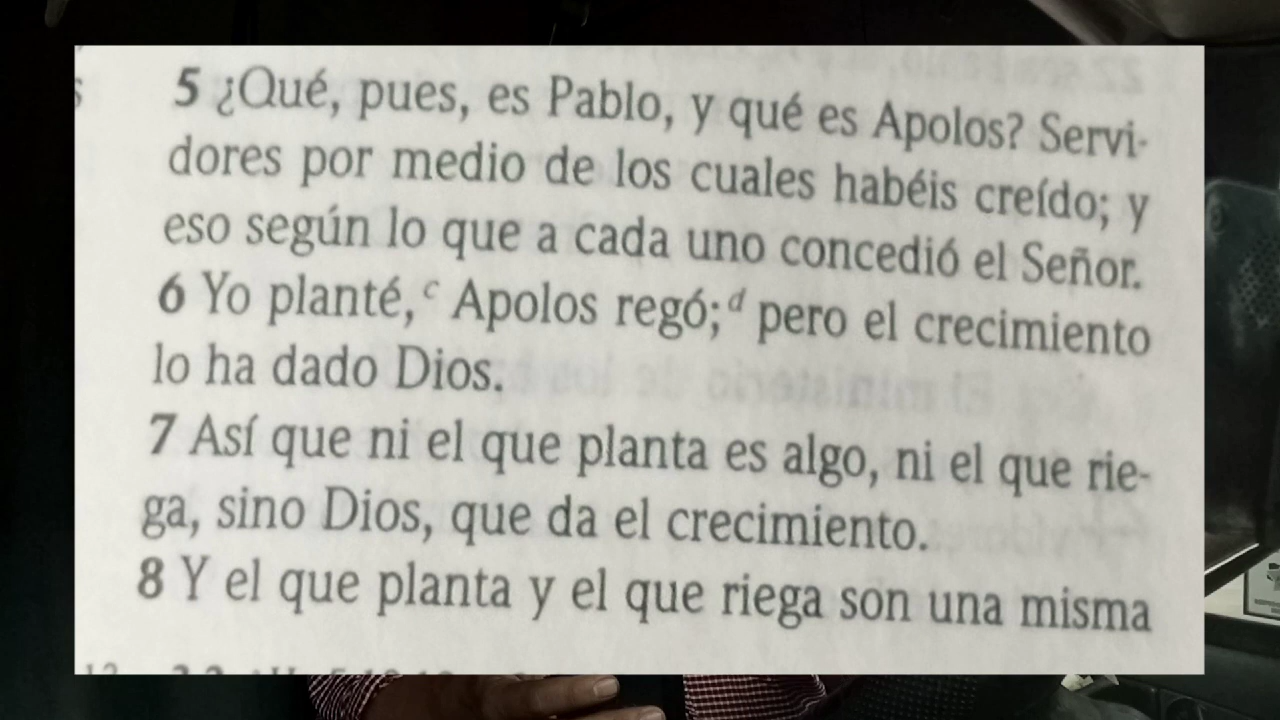 5 ¿Qué, pues, es Pablo, y qué es Apolos? Servi-
dores por medio de los cuales habéis creído; y
eso según lo que a cada uno concedió el Señor.
6 Yo planté,ᶜ Apolos regó;ᵈ pero el crecimiento
lo ha dado Dios.
7 Así que ni el que planta es algo, ni el que rie-
ga, sino Dios, que da el crecimiento.
8 Y el que planta y el que riega son una misma